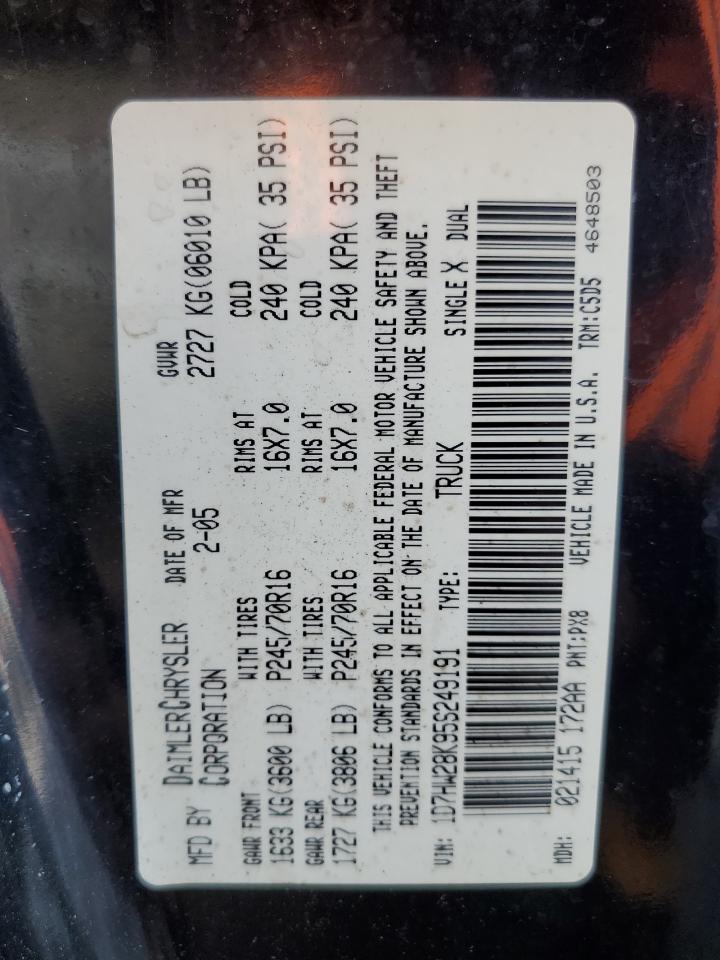 MFD BY DAIMLERCHRYSLER CORPORATION DATE OF MFR 2-05 GVWR 2727 KG(06010 LB)
GAWR FRONT WITH TIRES RIMS AT COLD
1633 KG(3600 LB) P245/70R16 16X7.0 240 KPA( 35 PSI)
GAWR REAR WITH TIRES RIMS AT COLD
1727 KG(3806 LB) P245/70R16 16X7.0 240 KPA( 35 PSI)
THIS VEHICLE CONFORMS TO ALL APPLICABLE FEDERAL MOTOR VEHICLE SAFETY AND THEFT
PREVENTION STANDARDS IN EFFECT ON THE DATE OF MANUFACTURE SHOWN ABOVE.
VIN: 1D7HW28K95S249191 TYPE: TRUCK SINGLE X DUAL
MDH: 021415 172AA PNT:PX8 VEHICLE MADE IN U.S.A. TRM:C5D5 4648503